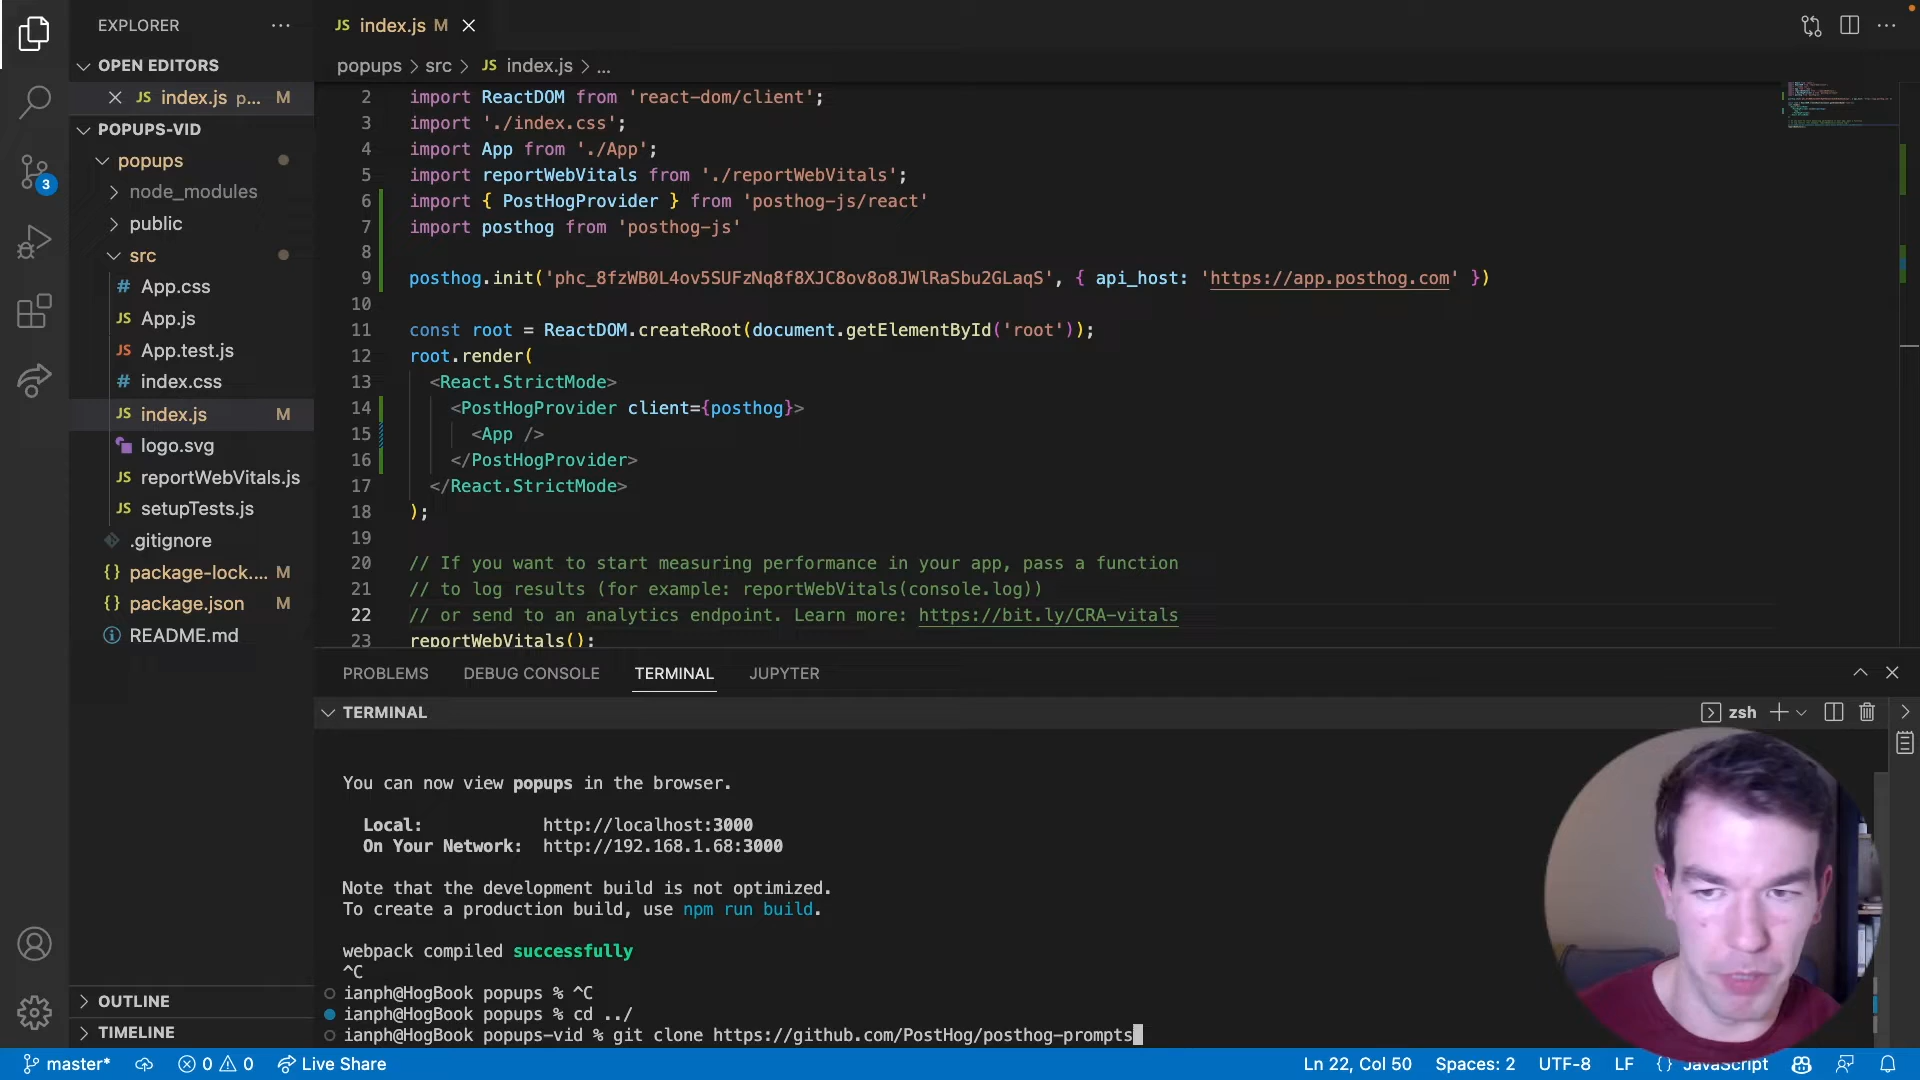 EXPLORER
OPEN EDITORS
JS index.js p... M
POPUPS-VID
popups
node_modules
public
src
# App.css
JS App.js
JS App.test.js
# index.css
JS index.js M
logo.svg
JS reportWebVitals.js
JS setupTests.js
.gitignore
{} package-lock.... M
{} package.json M
README.md
OUTLINE
TIMELINE
3
JS index.js M
popups > src > JS index.js > ...
2 import ReactDOM from 'react-dom/client';
3 import './index.css';
4 import App from './App';
5 import reportWebVitals from './reportWebVitals';
6 import { PostHogProvider } from 'posthog-js/react'
7 import posthog from 'posthog-js'
8
9 posthog.init('phc_8fzWB0L4ov5SUFzNq8f8XJC8ov8o8JWlRaSbu2GLaqS', { api_host: 'https://app.posthog.com' })
10
11 const root = ReactDOM.createRoot(document.getElementById('root'));
12 root.render(
13 <React.StrictMode>
14 <PostHogProvider client={posthog}>
15 <App />
16 </PostHogProvider>
17 </React.StrictMode>
18 );
19
20 // If you want to start measuring performance in your app, pass a function
21 // to log results (for example: reportWebVitals(console.log))
22 // or send to an analytics endpoint. Learn more: https://bit.ly/CRA-vitals
23 reportWebVitals();
PROBLEMS DEBUG CONSOLE TERMINAL JUPYTER
TERMINAL
zsh
You can now view popups in the browser.
Local: http://localhost:3000
On Your Network: http://192.168.1.68:3000
Note that the development build is not optimized.
To create a production build, use npm run build.
webpack compiled successfully
^C
ianph@HogBook popups % ^C
ianph@HogBook popups % cd ../
ianph@HogBook popups-vid % git clone https://github.com/PostHog/posthog-prompts
master* 0 0 Live Share Ln 22, Col 50 Spaces: 2 UTF-8 LF {} JavaScript